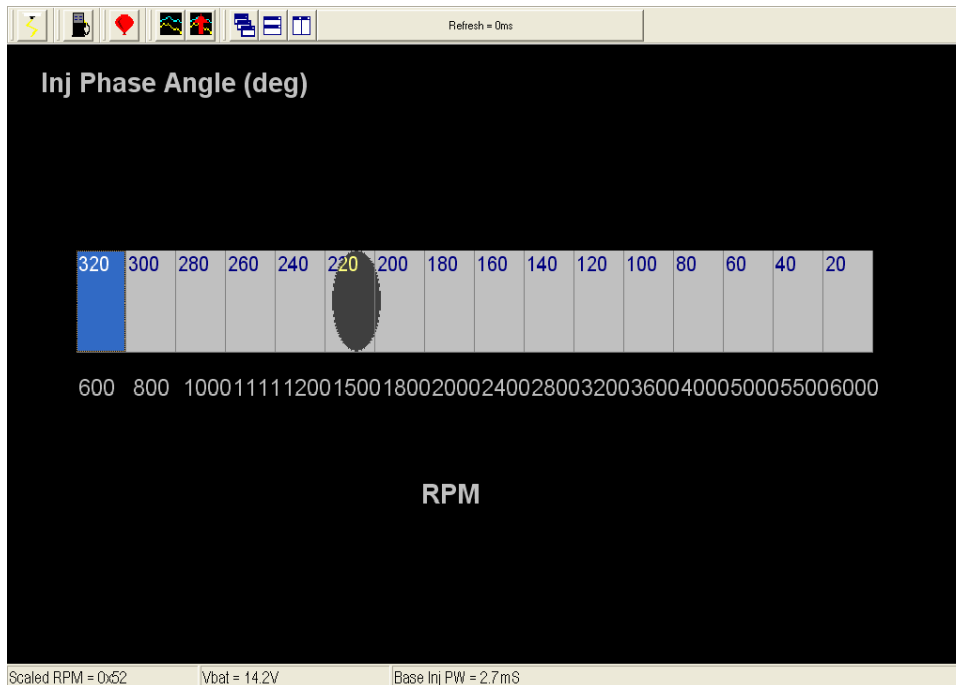 Refresh = 0ms
Inj Phase Angle (deg)
320 300 280 260 240 220 200 180 160 140 120 100 80 60 40 20
600 800 1000 1111 1200 1500 1800 2000 2400 2800 3200 3600 4000 5000 5500 6000
RPM
Scaled RPM = 0x52 Vbat = 14.2V Base Inj PW = 2.7mS